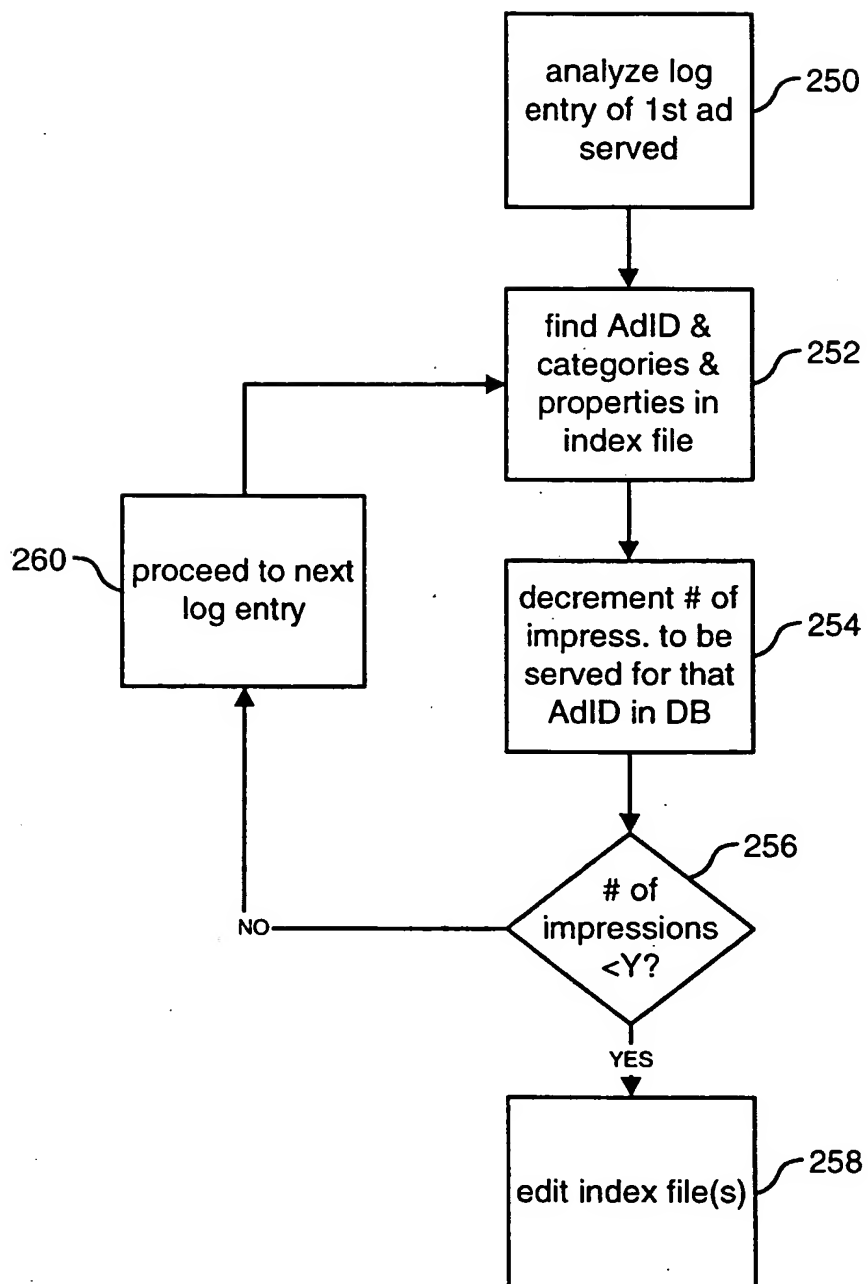 analyze log
entry of 1st ad
served
250
find AdID &
categories &
properties in
index file
252
260
proceed to next
log entry
decrement # of
impress. to be
served for that
AdID in DB
254
256
# of
impressions
<Y?
NO
YES
edit index file(s)
258